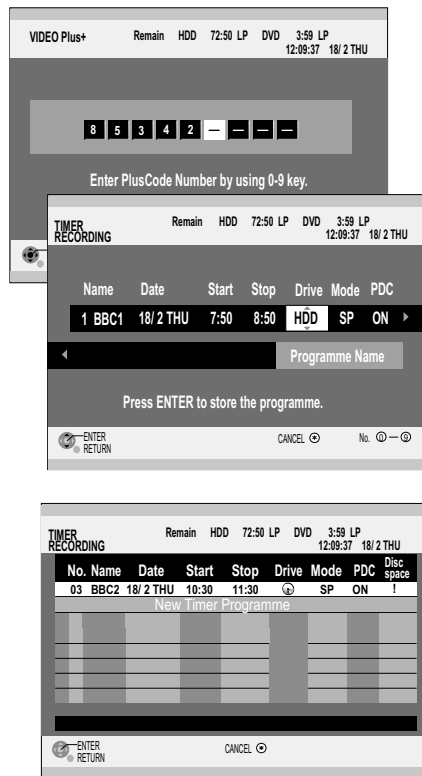 VIDEO Plus+ Remain HDD 72:50 LP DVD 3:59 LP
12:09:37 18/ 2 THU
8 5 3 4 2 – – – –
Enter PlusCode Number by using 0-9 key.
TIMER RECORDING Remain HDD 72:50 LP DVD 3:59 LP
12:09:37 18/ 2 THU
Name Date Start Stop Drive Mode PDC
1 BBC1 18/ 2 THU 7:50 8:50 HDD SP ON
Programme Name
Press ENTER to store the programme.
ENTER
RETURN
CANCEL No. 0 – 9
TIMER RECORDING Remain HDD 72:50 LP DVD 3:59 LP
12:09:37 18/ 2 THU
No. Name Date Start Stop Drive Mode PDC Disc space
03 BBC2 18/ 2 THU 10:30 11:30 SP ON !
New Timer Programme
ENTER
RETURN
CANCEL